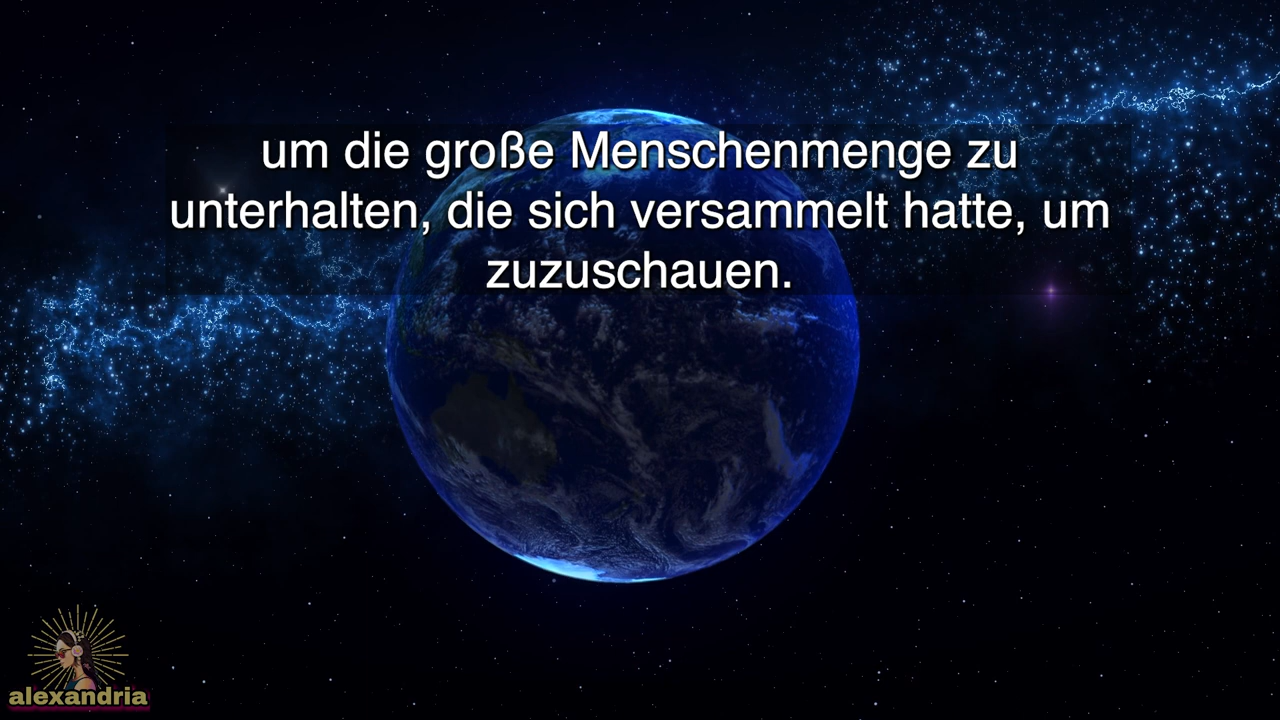 um die große Menschenmenge zu
unterhalten, die sich versammelt hatte, um
zuzuschauen.
alexandria